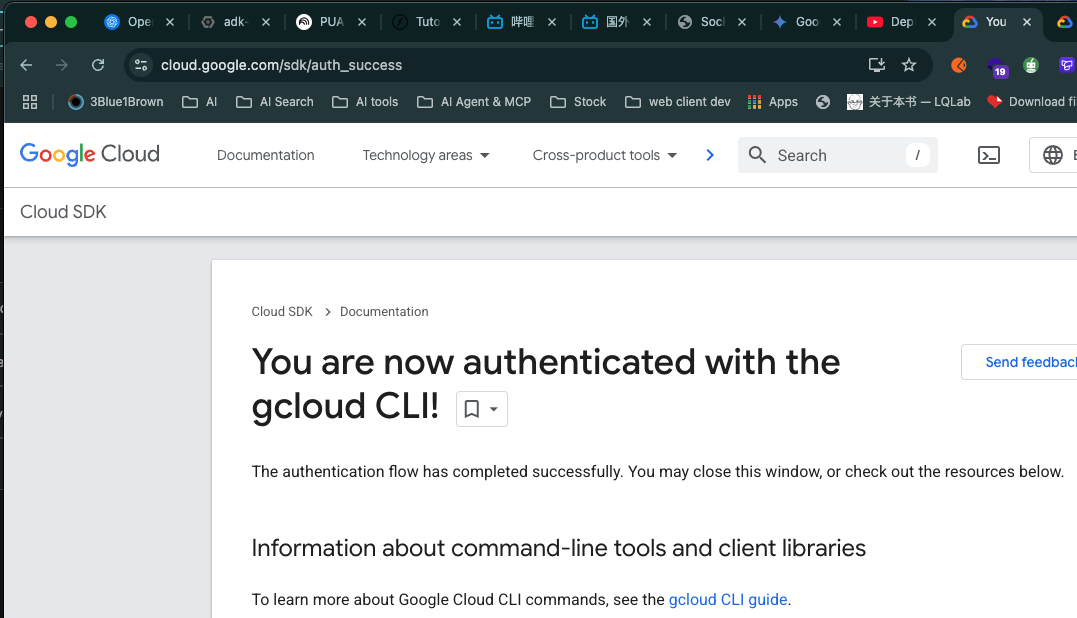 Ope
adk-
PUA
Tuto
哔哩
国外
Soci
Goo
Depl
You
cloud.google.com/sdk/auth_success
19
3Blue1Brown
AI
AI Search
AI tools
AI Agent & MCP
Stock
web client dev
Apps
关于本书 — LQLab
Download fi
Google Cloud
Documentation
Technology areas
Cross-product tools
Search
/
Cloud SDK
Cloud SDK
Documentation
You are now authenticated with the
gcloud CLI!
Send feedback
The authentication flow has completed successfully. You may close this window, or check out the resources below.
Information about command-line tools and client libraries
To learn more about Google Cloud CLI commands, see the gcloud CLI guide.